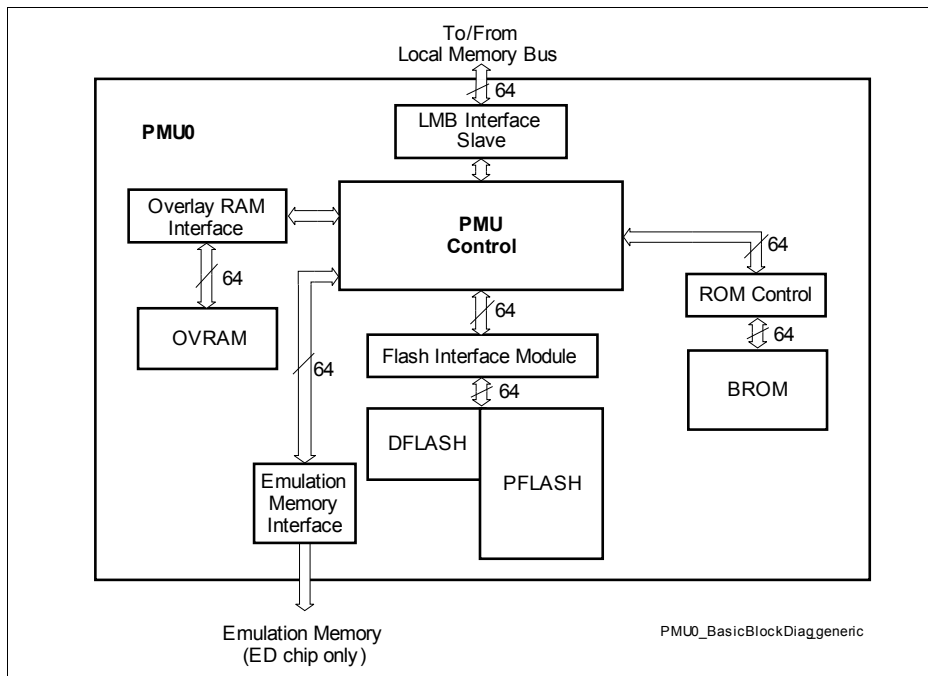 To/From
Local Memory Bus
64
PMU0
LMB Interface
Slave
Overlay RAM
Interface
PMU
Control
64
64
64
ROM Control
OVRAM
Flash Interface Module
64
64
64
BROM
DFLASH
PFLASH
Emulation
Memory
Interface
Emulation Memory
(ED chip only)
PMU0_BasicBlockDiag.generic